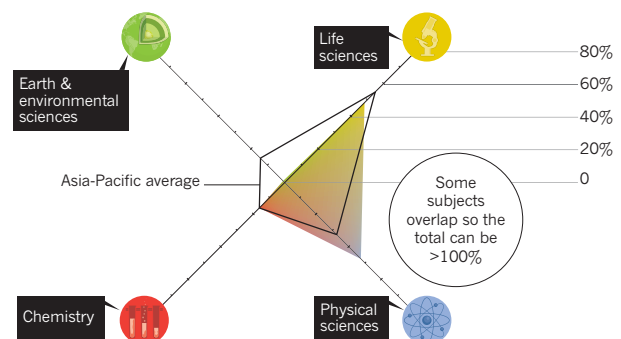 Life
sciences
80%
Earth &
environmental
sciences
60%
40%
20%
Asia-Pacific average
0
Some
subjects
overlap so the
total can be
>100%
Chemistry
Physical
sciences